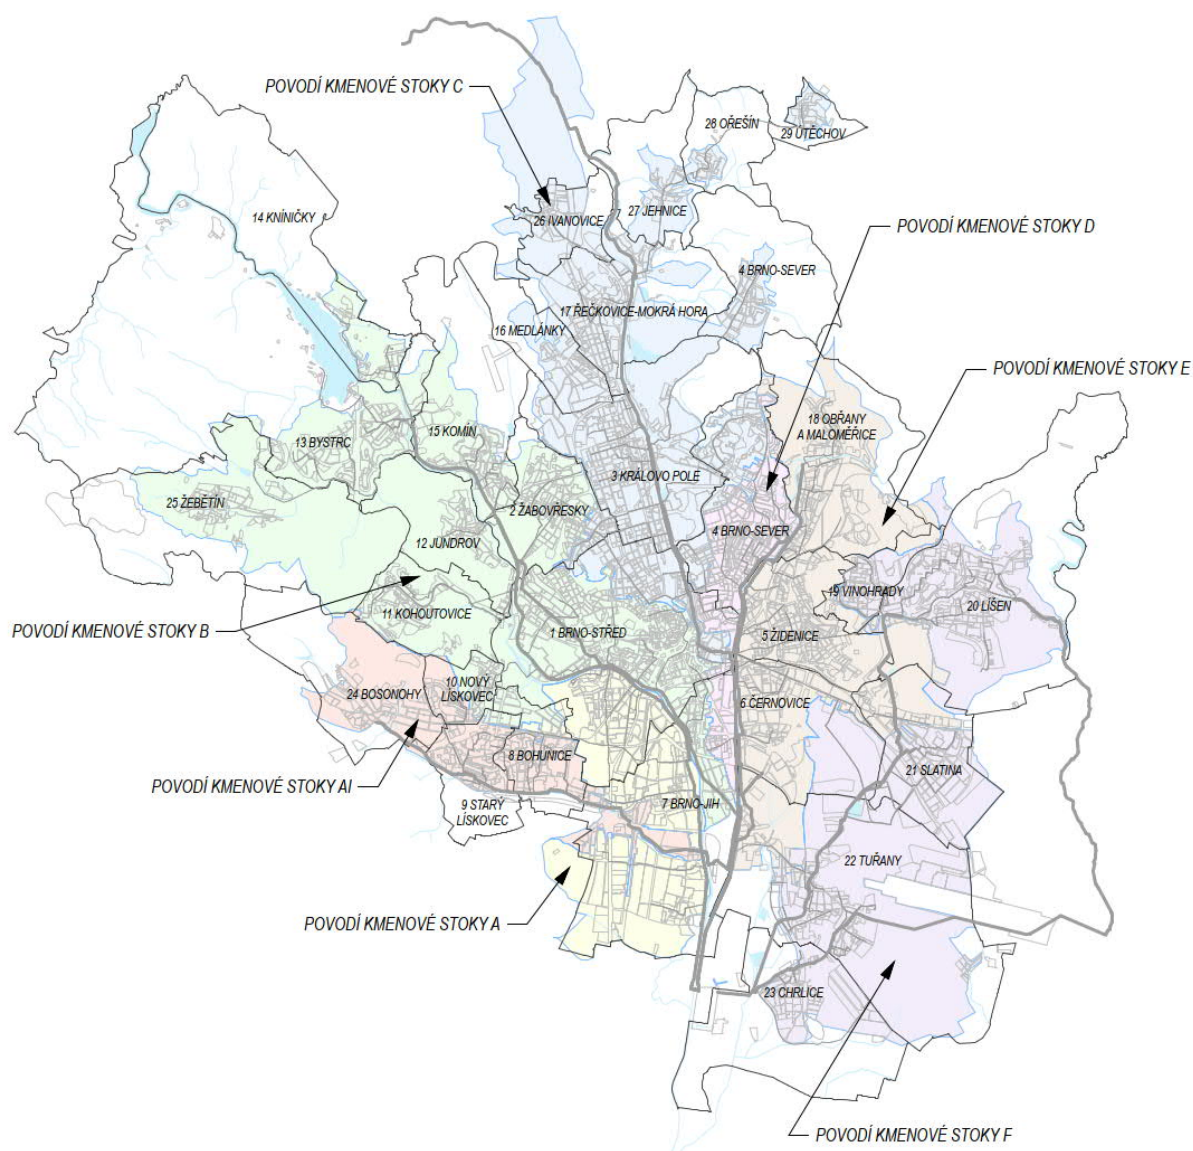 POVODÍ KMENOVÉ STOKY C
28 OŘEŠÍN
29 ÚTĚCHOV
14 KNÍNIČKY
26 IVANOVICE
27 JEHNICE
POVODÍ KMENOVÉ STOKY D
4 BRNO-SEVER
17 ŘEČKOVICE-MOKRÁ HORA
16 MEDLÁNKY
POVODÍ KMENOVÉ STOKY E
18 OBŘANY
A MALOMĚŘICE
15 KOMÍN
13 BYSTRC
3 KRÁLOVO POLE
25 ŽEBĚTÍN
2 ŽABOVŘESKY
4 BRNO-SEVER
12 JUNDROV
19 VINOHRADY
20 LÍŠEN
11 KOHOUTOVICE
POVODÍ KMENOVÉ STOKY B
1 BRNO-STŘED
5 ŽIDENICE
10 NOVÝ
LÍSKOVEC
24 BOSONOHY
6 ČERNOVICE
8 BOHUNICE
21 SLATINA
POVODÍ KMENOVÉ STOKY AI
9 STARÝ
LÍSKOVEC
7 BRNO-JIH
22 TUŘANY
POVODÍ KMENOVÉ STOKY A
23 CHRLICE
POVODÍ KMENOVÉ STOKY F